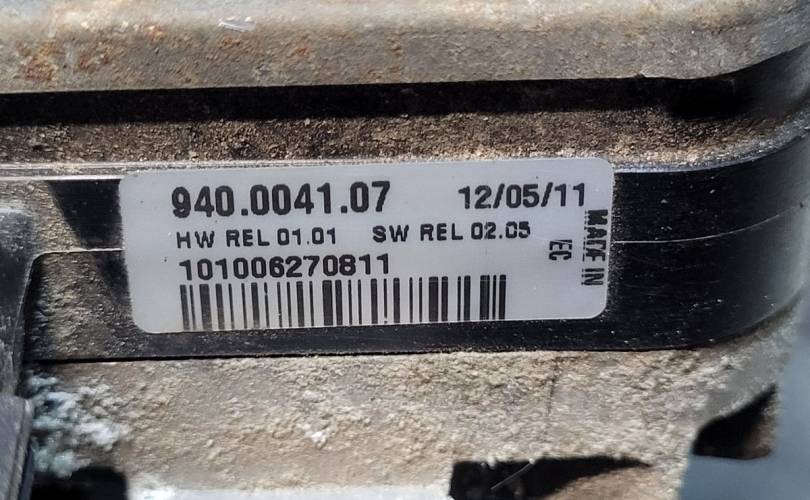 940.0041.07 12/05/11
HW REL 01.01 SW REL 02.05
101006270811
MADE IN
EC